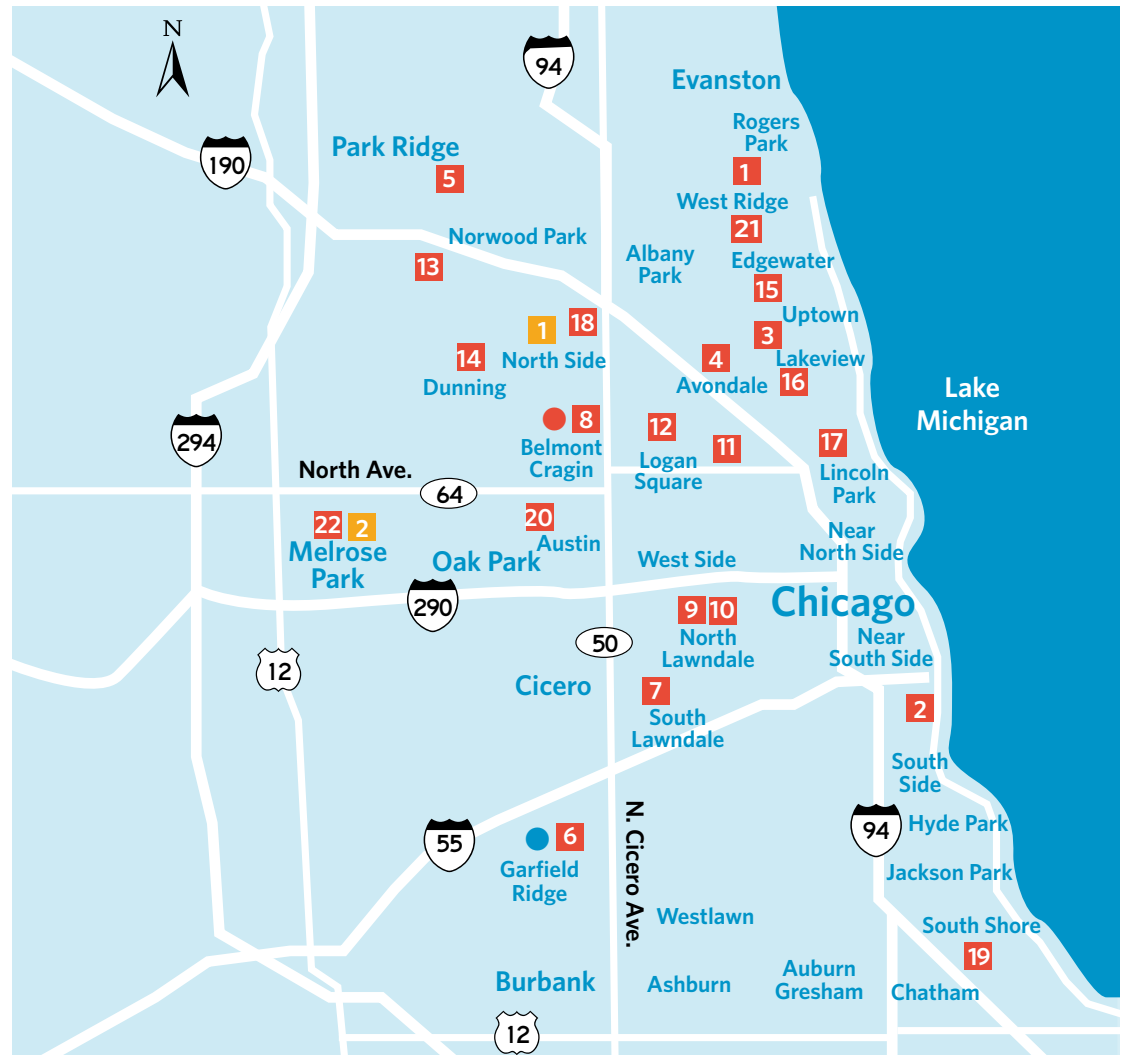 N
94
Evanston
Rogers
Park
190
Park Ridge
1
5
West Ridge
21
Norwood Park
Albany
Park
Edgewater
13
15
Uptown
1
18
3
14
North Side
4
Lakeview
Dunning
Avondale
16
Lake
Michigan
8
12
294
Belmont
Cragin
11
17
North Ave.
Logan
Square
Lincoln
Park
64
22
2
20
Austin
Near
North Side
Melrose
Park
Oak Park
West Side
290
9
10
Chicago
50
North
Lawndale
Near
South Side
12
Cicero
7
2
South
Lawndale
South
Side
N. Cicero Ave.
55
6
94
Hyde Park
Garfield
Ridge
Jackson Park
Westlawn
South Shore
19
Burbank
Ashburn
Auburn
Gresham
Chatham
12